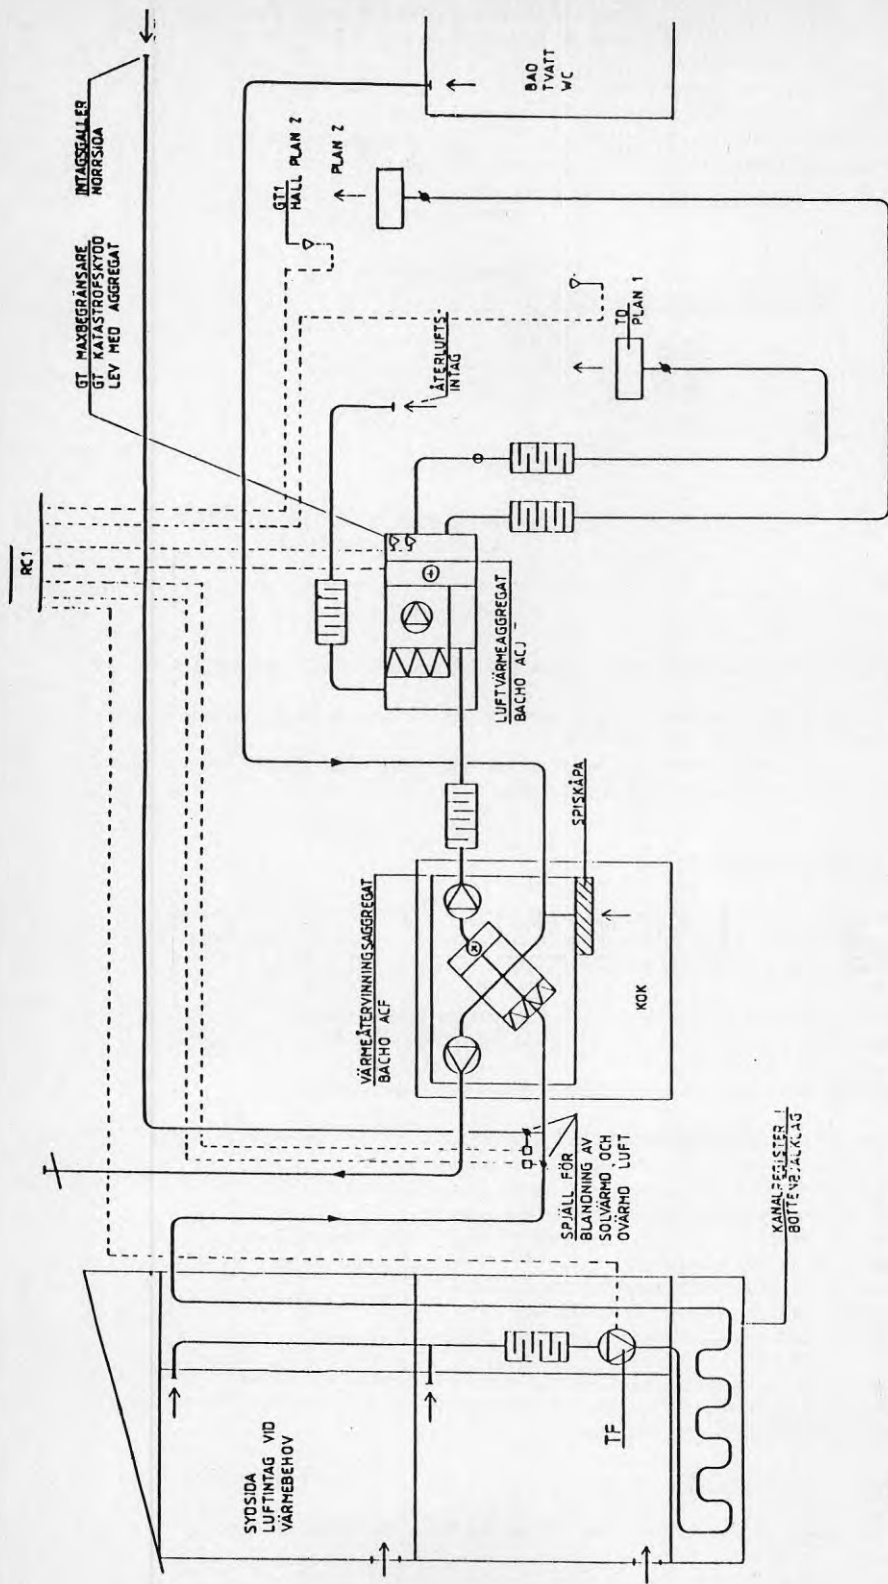 SYDSIDA
LUFTINTAG VID
VÄRMEBEHOV
TF
KANALREGISTER I
BOTTENBJÄLKLAG
SPJÄLL FÖR
BLANDNING AV
SOLVÄRMD OCH
OVÄRMD LUFT
VÄRMEÅTERVINNINGSAGGREGAT
BACHO ACF
KÖK
SPISKÅPA
LUFTVÄRMEAGGREGAT
BACHO ACJ
RC1
GT MAXBEGRÄNSARE
GT KATASTROFSKYDD
LEV MED AGGREGAT
INTAGSGALLER
NORRSIDA
ÅTERLUFTS-
INTAG
GT1
HALL PLAN 2
PLAN 2
TD
PLAN 1
BAD
TVÄTT
WC